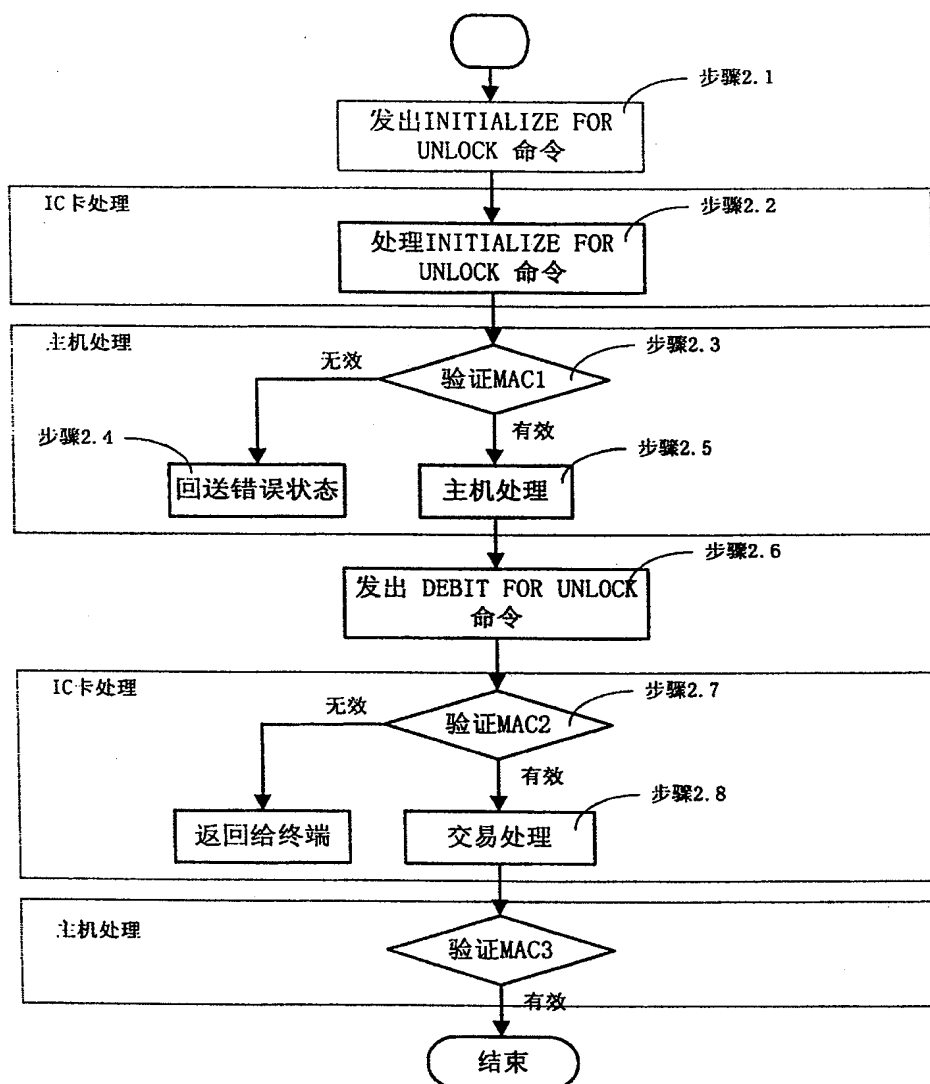 步骤2.1
发出INITIALIZE FOR
UNLOCK 命令
IC卡处理
步骤2.2
处理INITIALIZE FOR
UNLOCK 命令
主机处理
步骤2.3
无效
验证MAC1
步骤2.4
有效
步骤2.5
回送错误状态
主机处理
步骤2.6
发出 DEBIT FOR UNLOCK
命令
IC卡处理
步骤2.7
无效
验证MAC2
有效
步骤2.8
返回给终端
交易处理
主机处理
验证MAC3
有效
结束